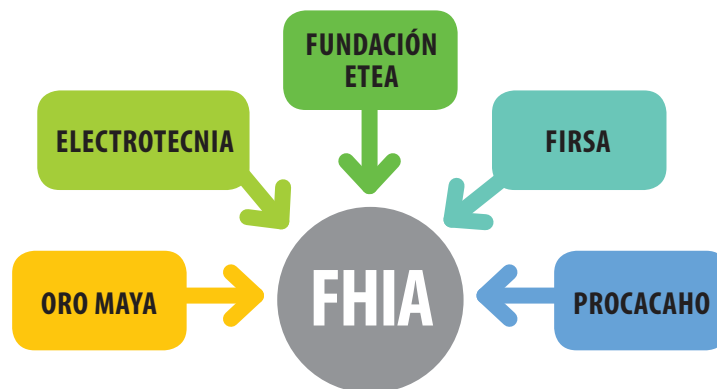 FUNDACIÓN
ETEA
ELECTROTECNIA
FIRSA
ORO MAYA
FHIA
PROCACAHO